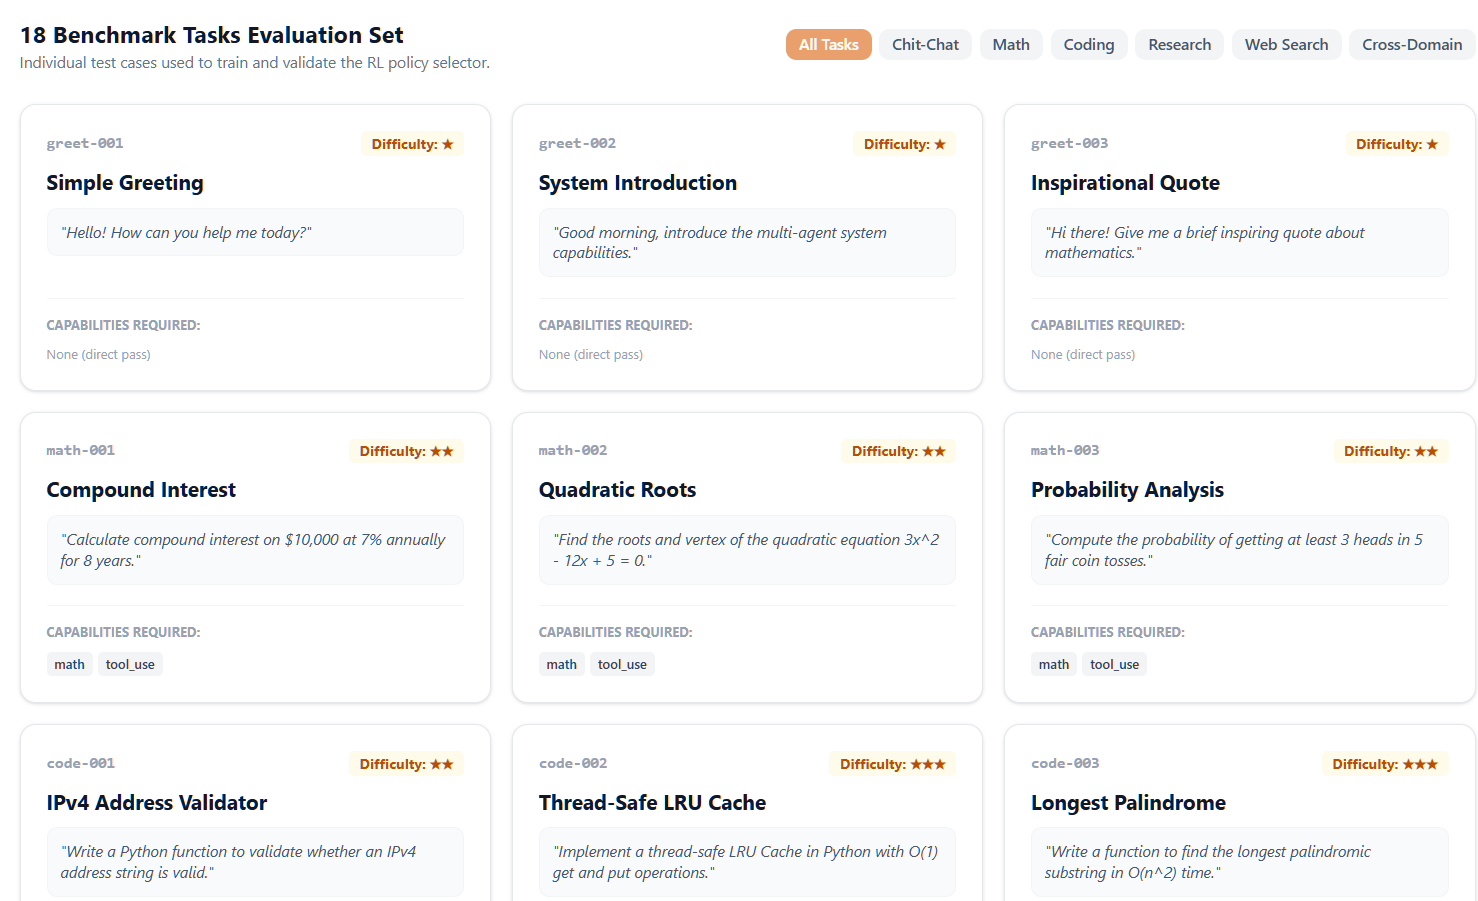 18 Benchmark Tasks Evaluation Set
Individual test cases used to train and validate the RL policy selector.
All Tasks
Chit-Chat
Math
Coding
Research
Web Search
Cross-Domain
greet-001
Difficulty: ★
Simple Greeting
"Hello! How can you help me today?"
CAPABILITIES REQUIRED:
None (direct pass)
greet-002
Difficulty: ★
System Introduction
"Good morning, introduce the multi-agent system
capabilities."
CAPABILITIES REQUIRED:
None (direct pass)
greet-003
Difficulty: ★
Inspirational Quote
"Hi there! Give me a brief inspiring quote about
mathematics."
CAPABILITIES REQUIRED:
None (direct pass)
math-001
Difficulty: ★★
Compound Interest
"Calculate compound interest on $10,000 at 7% annually
for 8 years."
CAPABILITIES REQUIRED:
math
tool_use
math-002
Difficulty: ★★
Quadratic Roots
"Find the roots and vertex of the quadratic equation 3x^2
- 12x + 5 = 0."
CAPABILITIES REQUIRED:
math
tool_use
math-003
Difficulty: ★★
Probability Analysis
"Compute the probability of getting at least 3 heads in 5
fair coin tosses."
CAPABILITIES REQUIRED:
math
tool_use
code-001
Difficulty: ★★
IPv4 Address Validator
"Write a Python function to validate whether an IPv4
address string is valid."
code-002
Difficulty: ★★★
Thread-Safe LRU Cache
"Implement a thread-safe LRU Cache in Python with O(1)
get and put operations."
code-003
Difficulty: ★★★
Longest Palindrome
"Write a function to find the longest palindromic
substring in O(n^2) time."